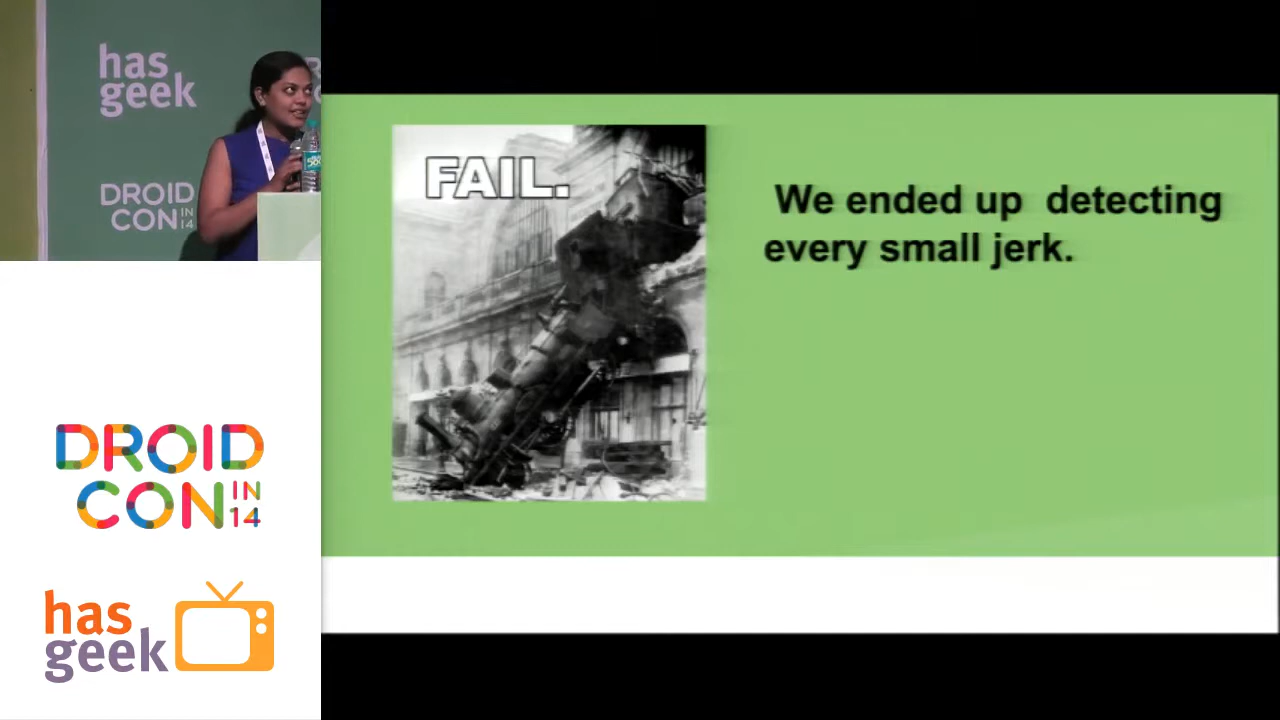 has
geek
DROID
CON IN
14
FAIL.
We ended up detecting
every small jerk.
DROID
CON IN
14
has
geek